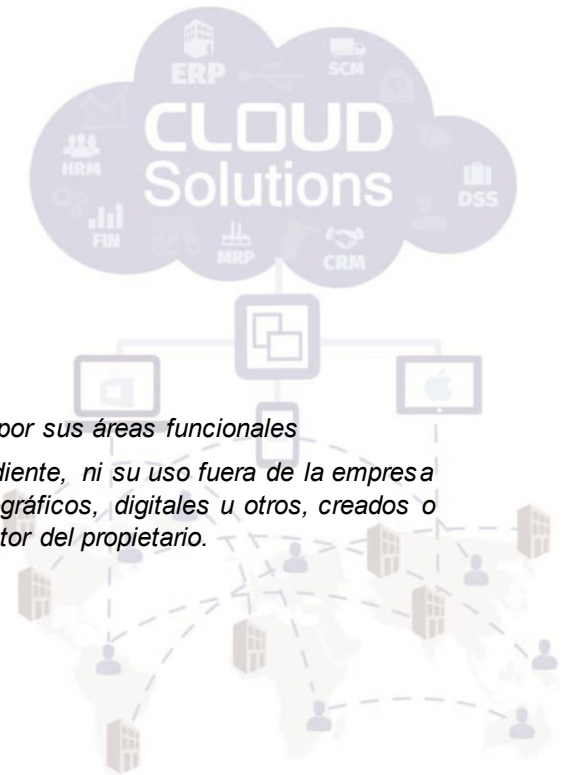 ERP
SCM
CLOUD
HRM
Solutions
DSS
FIN
MRP
CRM
por sus áreas funcionales
diente, ni su uso fuera de la empresa
gráficos, digitales u otros, creados o
tor del propietario.